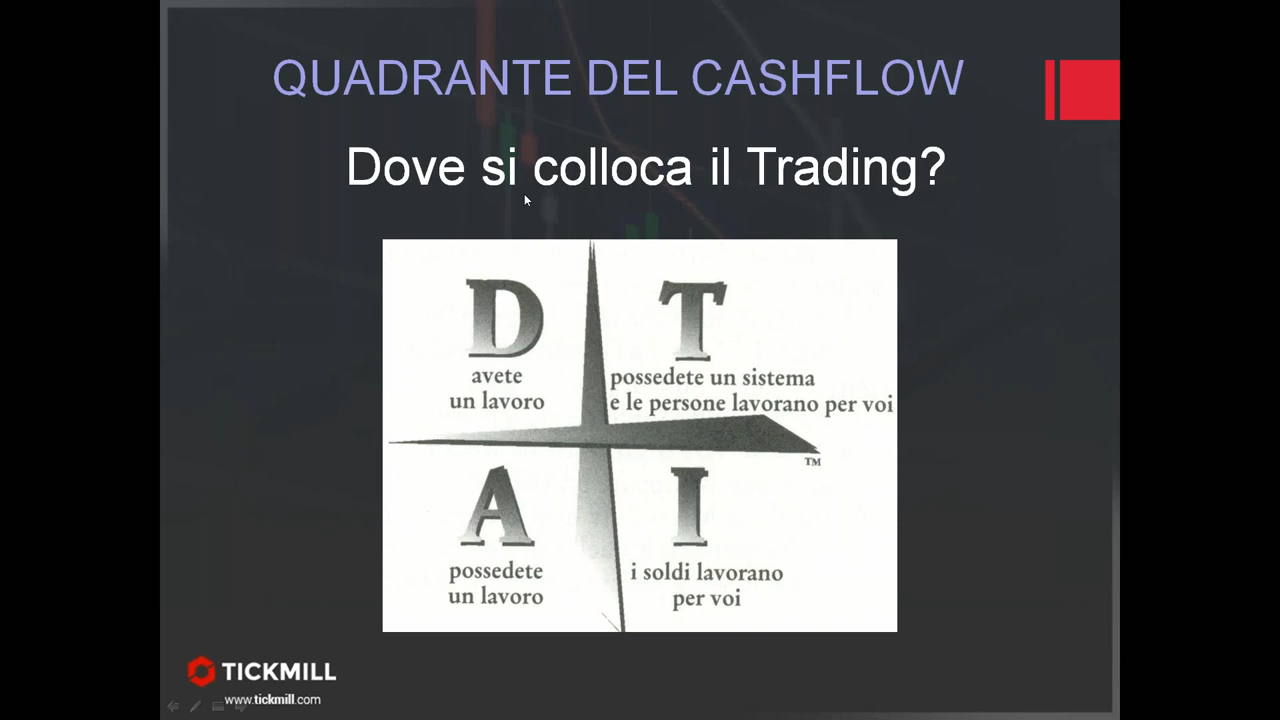 QUADRANTE DEL CASHFLOW
Dove si colloca il Trading?
D
avete
un lavoro
T
possedete un sistema
e le persone lavorano per voi
TM
A
possedete
un lavoro
I
i soldi lavorano
per voi
TICKMILL
www.tickmill.com